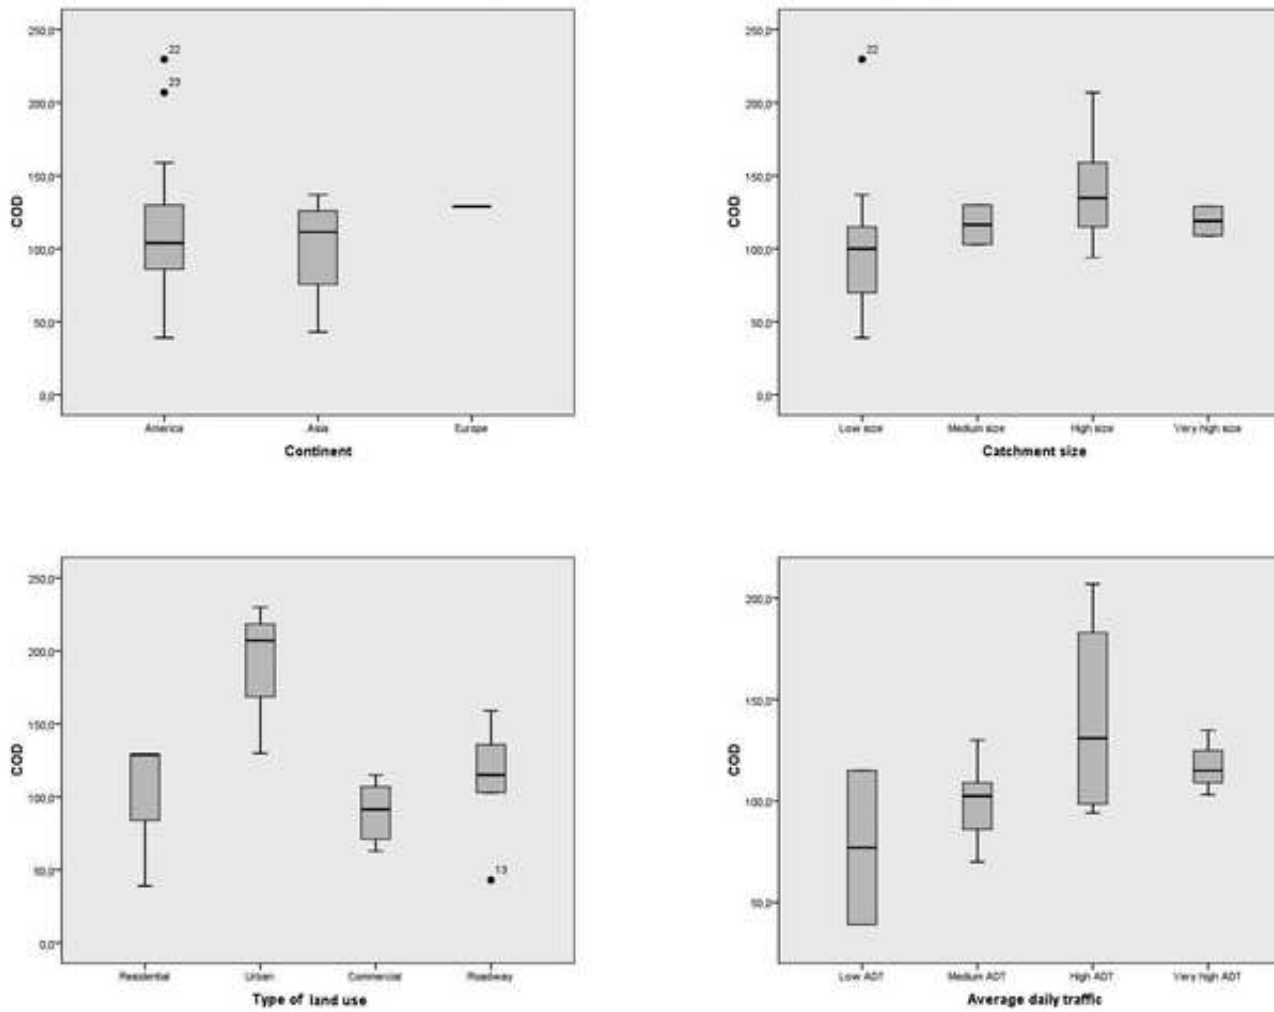 250,0
200,0
150,0
100,0
50,0
0,0
COD
22
23
America Asia Europe
Continent
250,0
200,0
150,0
100,0
50,0
0,0
COD
22
Low size Medium size High size Very high size
Catchment size
250,0
200,0
150,0
100,0
50,0
0,0
COD
13
Residential Urban Commercial Roadway
Type of land use
200,0
150,0
100,0
50,0
COD
Low ADT Medium ADT High ADT Very high ADT
Average daily traffic